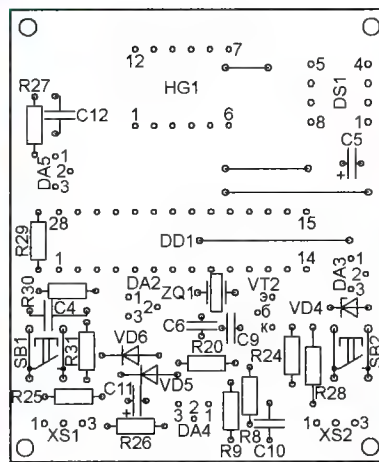 12 7
5 4
R27
HG1
DS1
C12
1 6
8 1
C5
+
DA5
1
2
3
28 15
R29
DD1
1 14
R30
DA2
ZQ1
VT2
DA3
1
2
3
C4
1
2
3
э
б
к
VD4
SB1
R31
VD6
C6
C9
R24
SB2
VD5
R20
R28
R25
C11
+
3 2 1
DA4
R9
R8
C10
1 3
XS1
R26
1 3
XS2